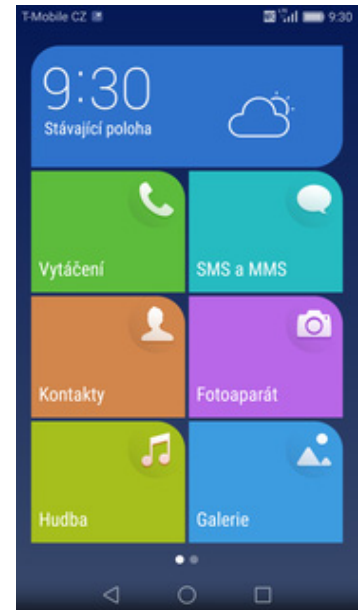 T-Mobile CZ
9:30
9:30
Stávající poloha
Vytáčení
SMS a MMS
Kontakty
Fotoaparát
Hudba
Galerie